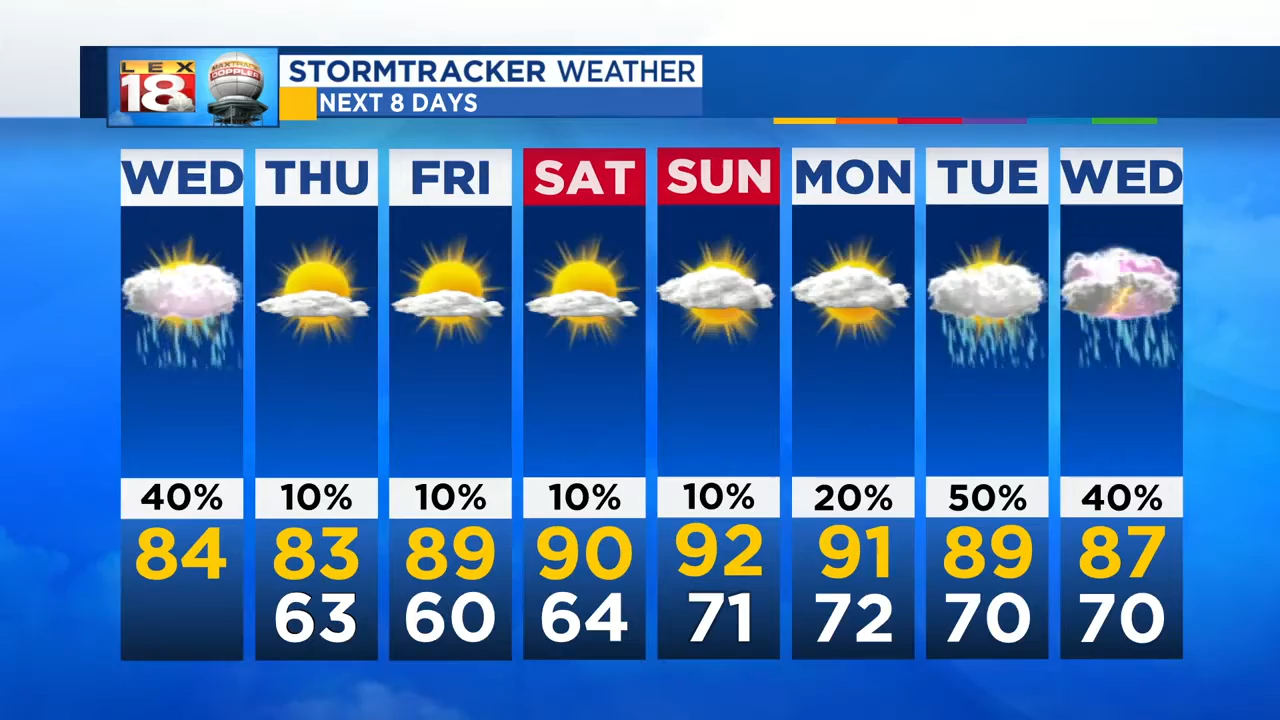 LEX
18
DOPPLER
STORMTRACKER WEATHER
NEXT 8 DAYS
WED THU FRI SAT SUN MON TUE WED
40% 10% 10% 10% 10% 20% 50% 40%
84 83 89 90 92 91 89 87
63 60 64 71 72 70 70